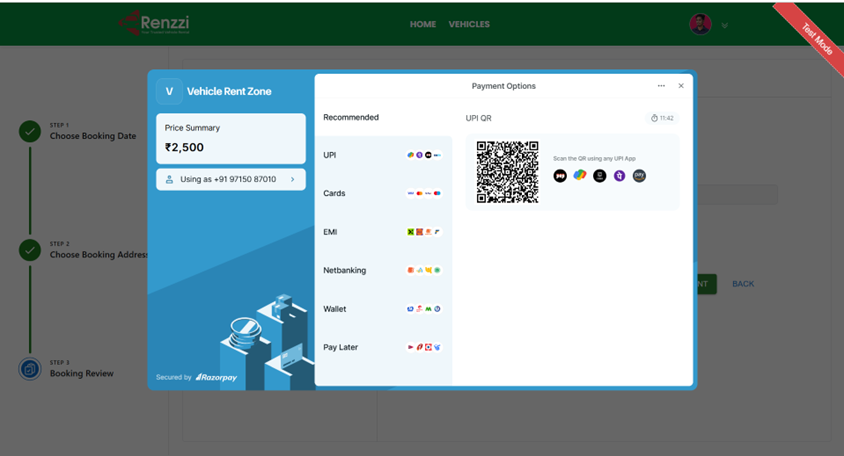 Renzzi
HOME
VEHICLES
Test Mode
STEP 1
Choose Booking Date
STEP 2
Choose Booking Address
STEP 3
Booking Review
V
Vehicle Rent Zone
Price Summary
₹2,500
Using as +91 97150 87010
Secured by Razorpay
Payment Options
Recommended
UPI
Cards
EMI
Netbanking
Wallet
Pay Later
UPI QR
11:42
Scan the QR using any UPI App
NT
BACK